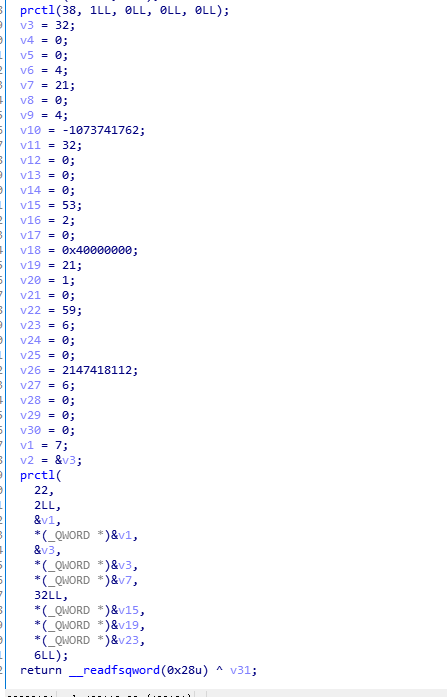 prctl(38, 1LL, 0LL, 0LL, 0LL);
v3 = 32;
v4 = 0;
v5 = 0;
v6 = 4;
v7 = 21;
v8 = 0;
v9 = 4;
v10 = -1073741762;
v11 = 32;
v12 = 0;
v13 = 0;
v14 = 0;
v15 = 53;
v16 = 2;
v17 = 0;
v18 = 0x40000000;
v19 = 21;
v20 = 1;
v21 = 0;
v22 = 59;
v23 = 6;
v24 = 0;
v25 = 0;
v26 = 2147418112;
v27 = 6;
v28 = 0;
v29 = 0;
v30 = 0;
v1 = 7;
v2 = &v3;
prctl(
22,
2LL,
&v1,
*(_QWORD *)&v1,
&v3,
*(_QWORD *)&v3,
*(_QWORD *)&v7,
32LL,
*(_QWORD *)&v15,
*(_QWORD *)&v19,
*(_QWORD *)&v23,
6LL);
return __readfsqword(0x28u) ^ v31;